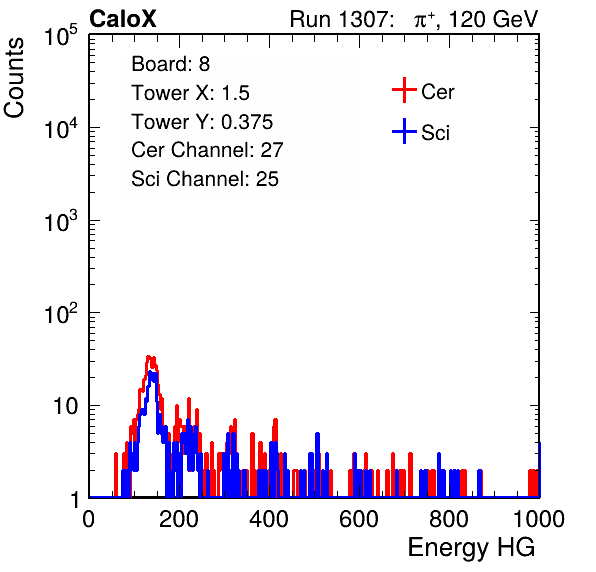 CaloX Run 1307: π⁺, 120 GeV
Counts
10⁵
10⁴
10³
10²
10
1
Board: 8
Tower X: 1.5
Tower Y: 0.375
Cer Channel: 27
Sci Channel: 25
Cer
Sci
0 200 400 600 800 1000
Energy HG